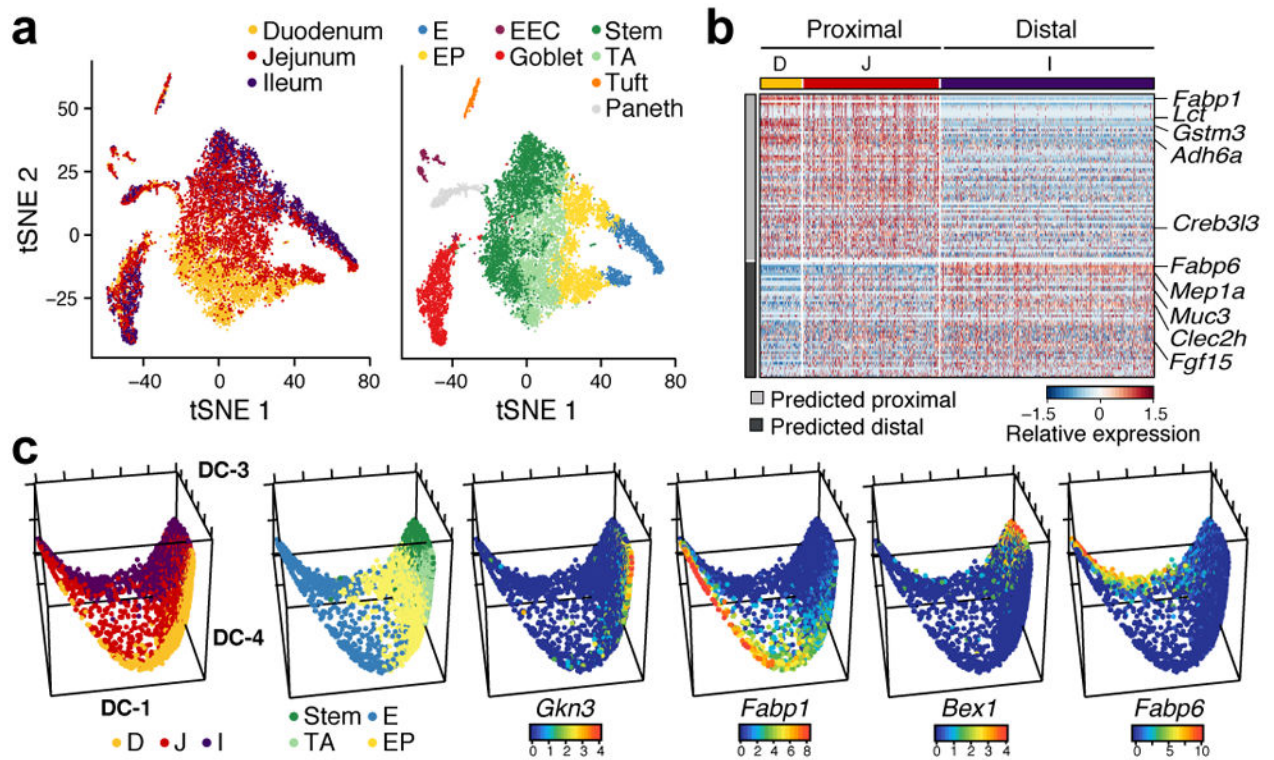 a
Duodenum
Jejunum
Ileum
E
EP
EEC
Goblet
Stem
TA
Tuft
Paneth
tSNE 2
50
25
0
−25
−40 0 40 80
tSNE 1
−40 0 40 80
tSNE 1
b
Proximal Distal
D J I
Fabp1
Lct
Gstm3
Adh6a
Creb3l3
Fabp6
Mep1a
Muc3
Clec2h
Fgf15
Predicted proximal
Predicted distal
−1.5 0 1.5
Relative expression
c
DC-3
DC-4
DC-1
D J I
Stem E
TA EP
Gkn3
0 1 2 3 4
Fabp1
0 2 4 6 8
Bex1
0 1 2 3 4
Fabp6
0 5 10